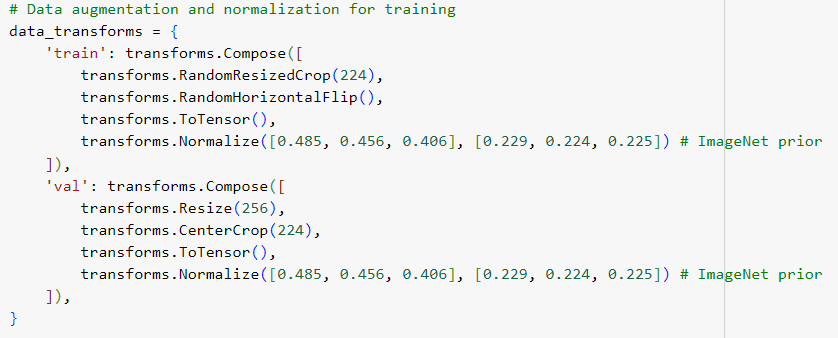 # Data augmentation and normalization for training
data_transforms = {
    'train': transforms.Compose([
        transforms.RandomResizedCrop(224),
        transforms.RandomHorizontalFlip(),
        transforms.ToTensor(),
        transforms.Normalize([0.485, 0.456, 0.406], [0.229, 0.224, 0.225]) # ImageNet prior
    ]),
    'val': transforms.Compose([
        transforms.Resize(256),
        transforms.CenterCrop(224),
        transforms.ToTensor(),
        transforms.Normalize([0.485, 0.456, 0.406], [0.229, 0.224, 0.225]) # ImageNet prior
    ]),
}